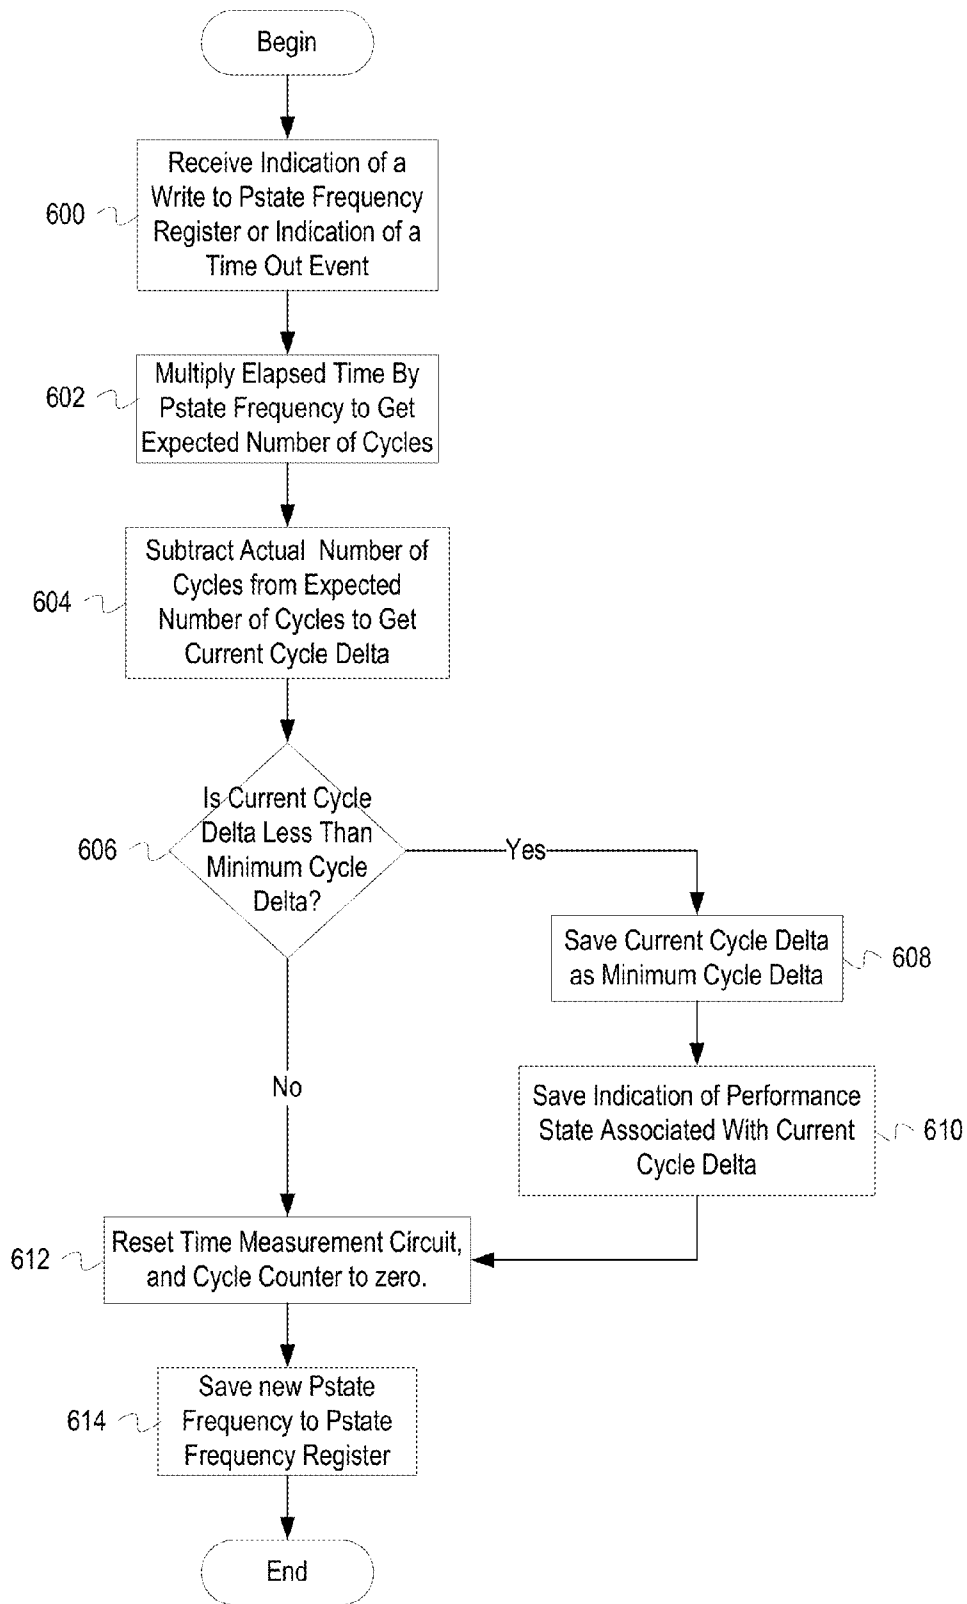 Begin
Receive Indication of a
Write to Pstate Frequency
Register or Indication of a
Time Out Event
600
Multiply Elapsed Time By
Pstate Frequency to Get
Expected Number of Cycles
602
Subtract Actual Number of
Cycles from Expected
Number of Cycles to Get
Current Cycle Delta
604
Is Current Cycle
Delta Less Than
Minimum Cycle
Delta?
606
Yes
Save Current Cycle Delta
as Minimum Cycle Delta
608
No
Save Indication of Performance
State Associated With Current
Cycle Delta
610
Reset Time Measurement Circuit,
and Cycle Counter to zero.
612
Save new Pstate
Frequency to Pstate
Frequency Register
614
End